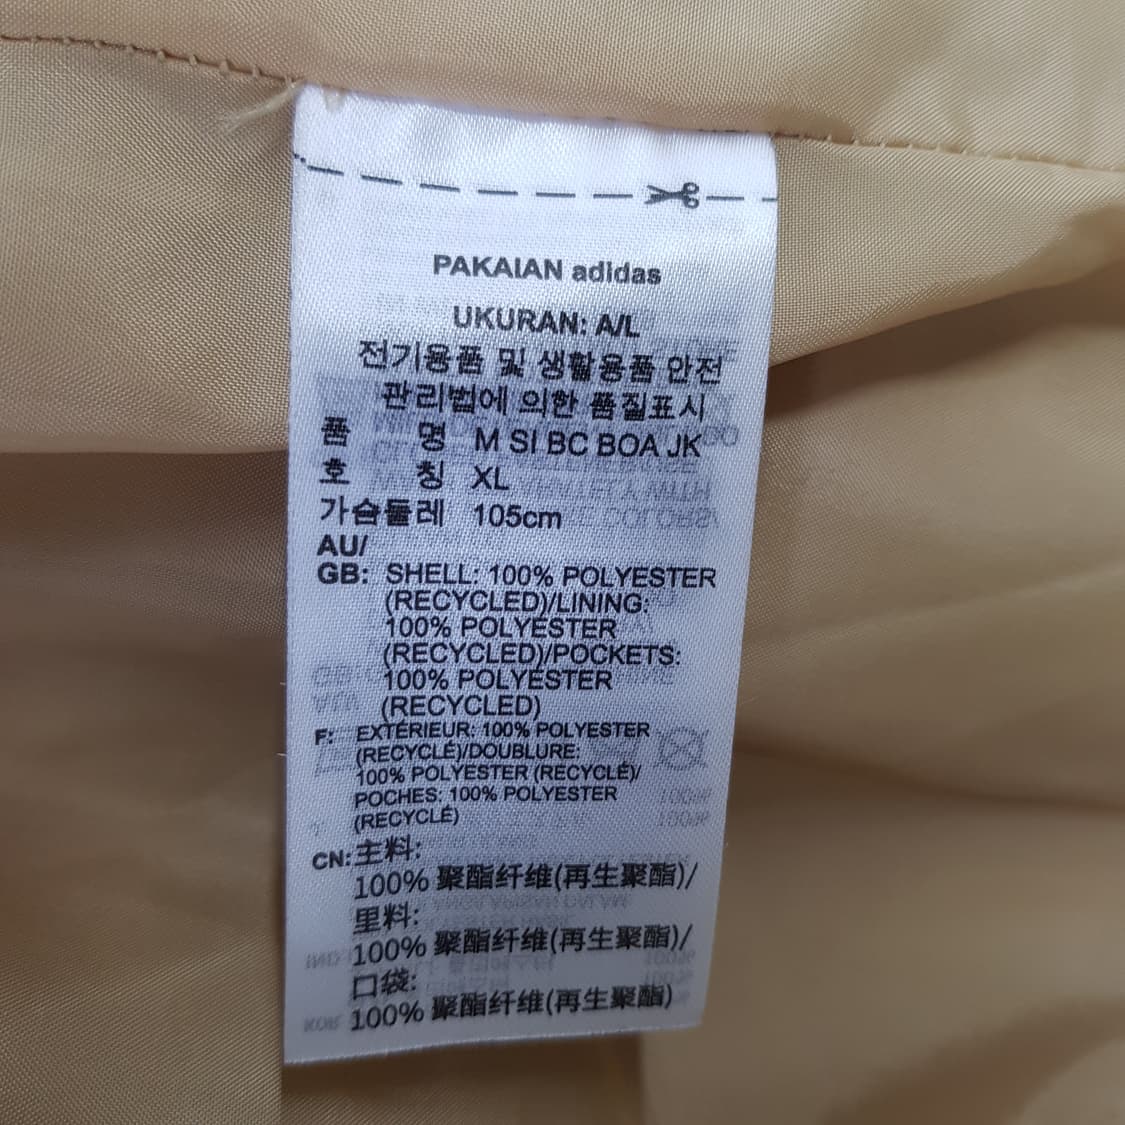 PAKAIAN adidas
UKURAN: A/L
전기용품 및 생활용품 안전
관리법에 의한 품질표시
품 명 M SI BC BOA JK
호 칭 XL
가슴둘레 105cm
AU/
GB: SHELL: 100% POLYESTER
(RECYCLED)/LINING:
100% POLYESTER
(RECYCLED)/POCKETS:
100% POLYESTER
(RECYCLED)
F: EXTÉRIEUR: 100% POLYESTER
(RECYCLÉ)/DOUBLURE:
100% POLYESTER (RECYCLÉ)/
POCHES: 100% POLYESTER
(RECYCLÉ)
CN: 主料:
100% 聚酯纤维(再生聚酯)/
里料:
100% 聚酯纤维(再生聚酯)/
口袋:
100% 聚酯纤维(再生聚酯)